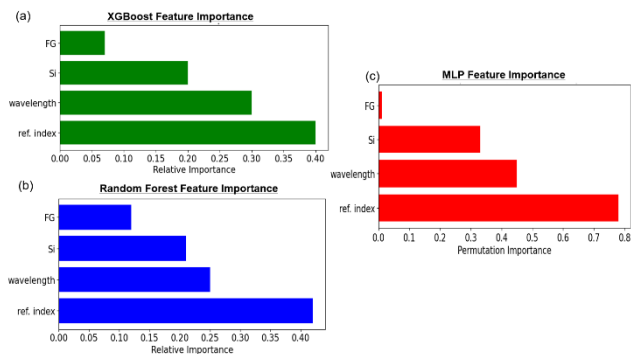 (a)
XGBoost Feature Importance
FG
Si
wavelength
ref. index
0.00 0.05 0.10 0.15 0.20 0.25 0.30 0.35 0.40
Relative Importance
(b)
Random Forest Feature Importance
FG
Si
wavelength
ref. index
0.00 0.05 0.10 0.15 0.20 0.25 0.30 0.35 0.40
Relative Importance
(c)
MLP Feature Importance
FG
Si
wavelength
ref. index
0.0 0.1 0.2 0.3 0.4 0.5 0.6 0.7 0.8
Permutation Importance